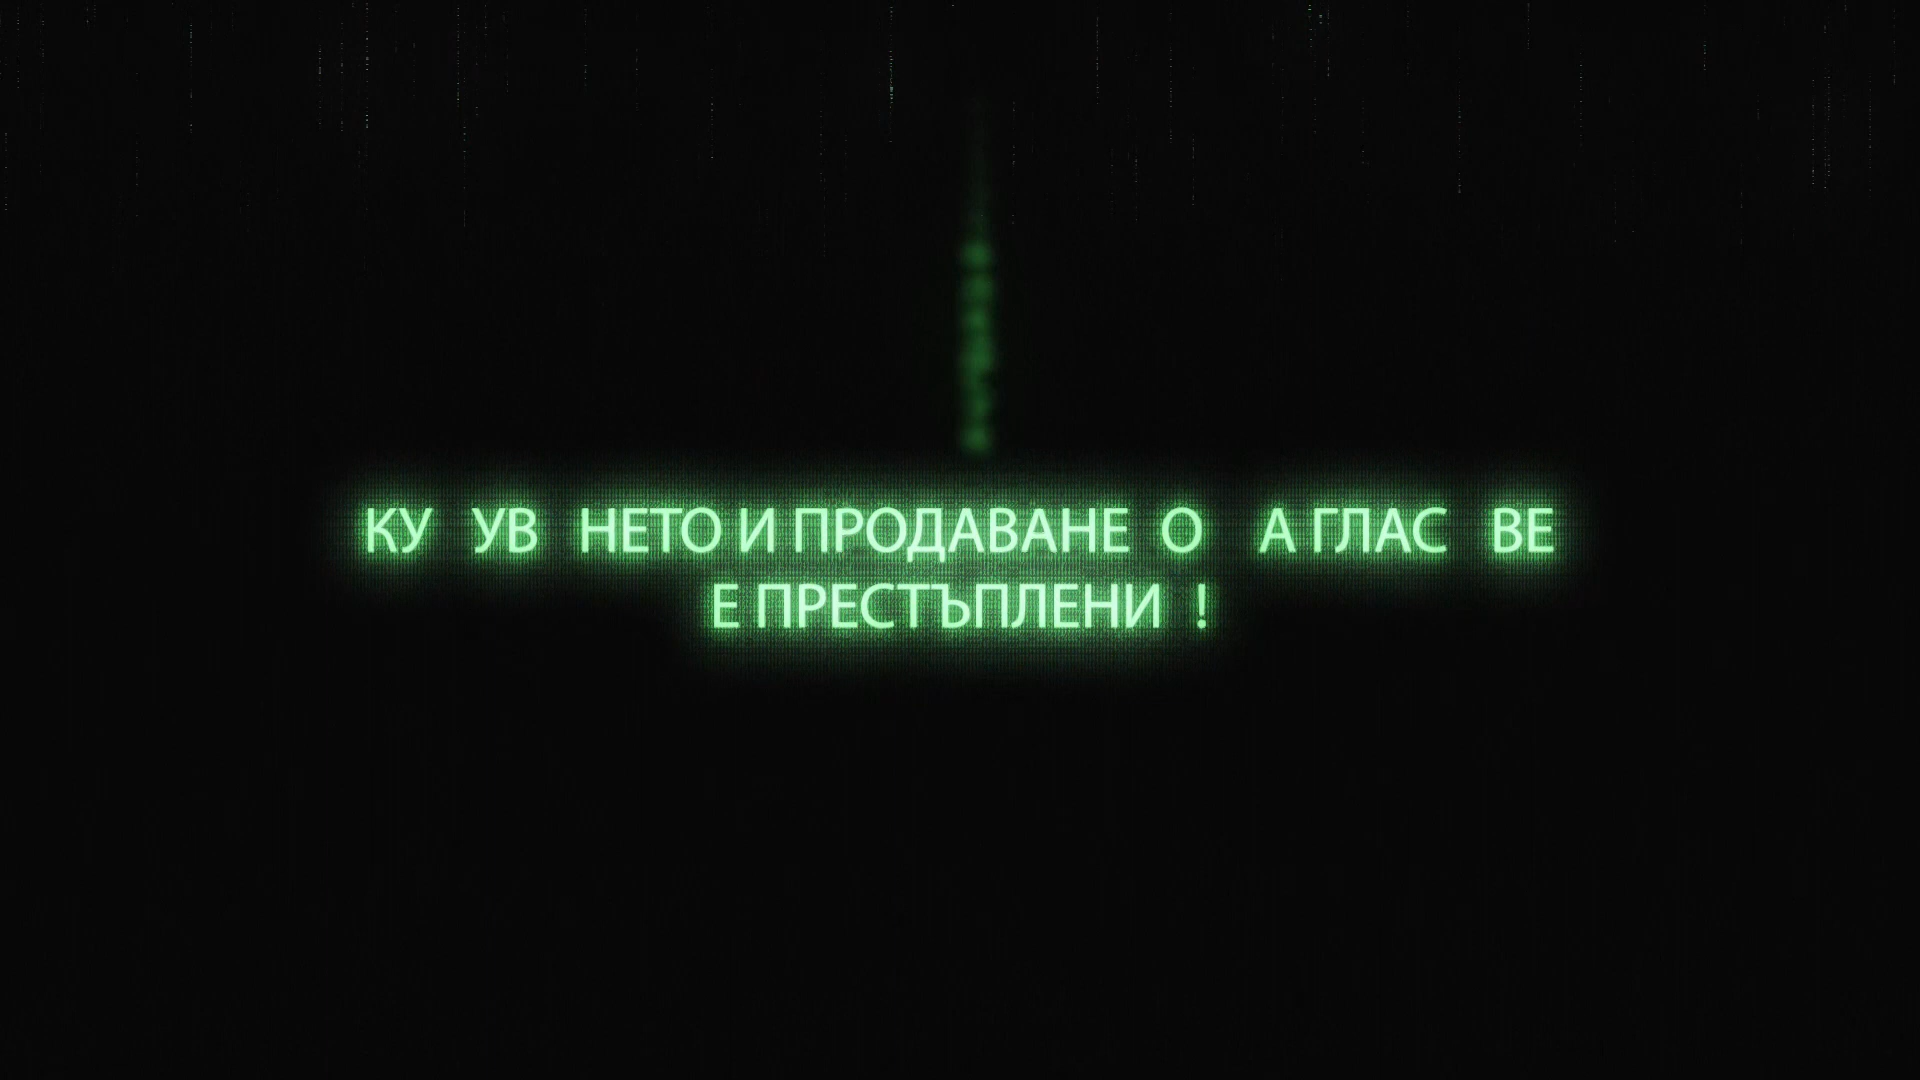 КУ УВ НЕТО И ПРОДАВАНЕ О А ГЛАС ВЕ
Е ПРЕСТЪПЛЕНИ !